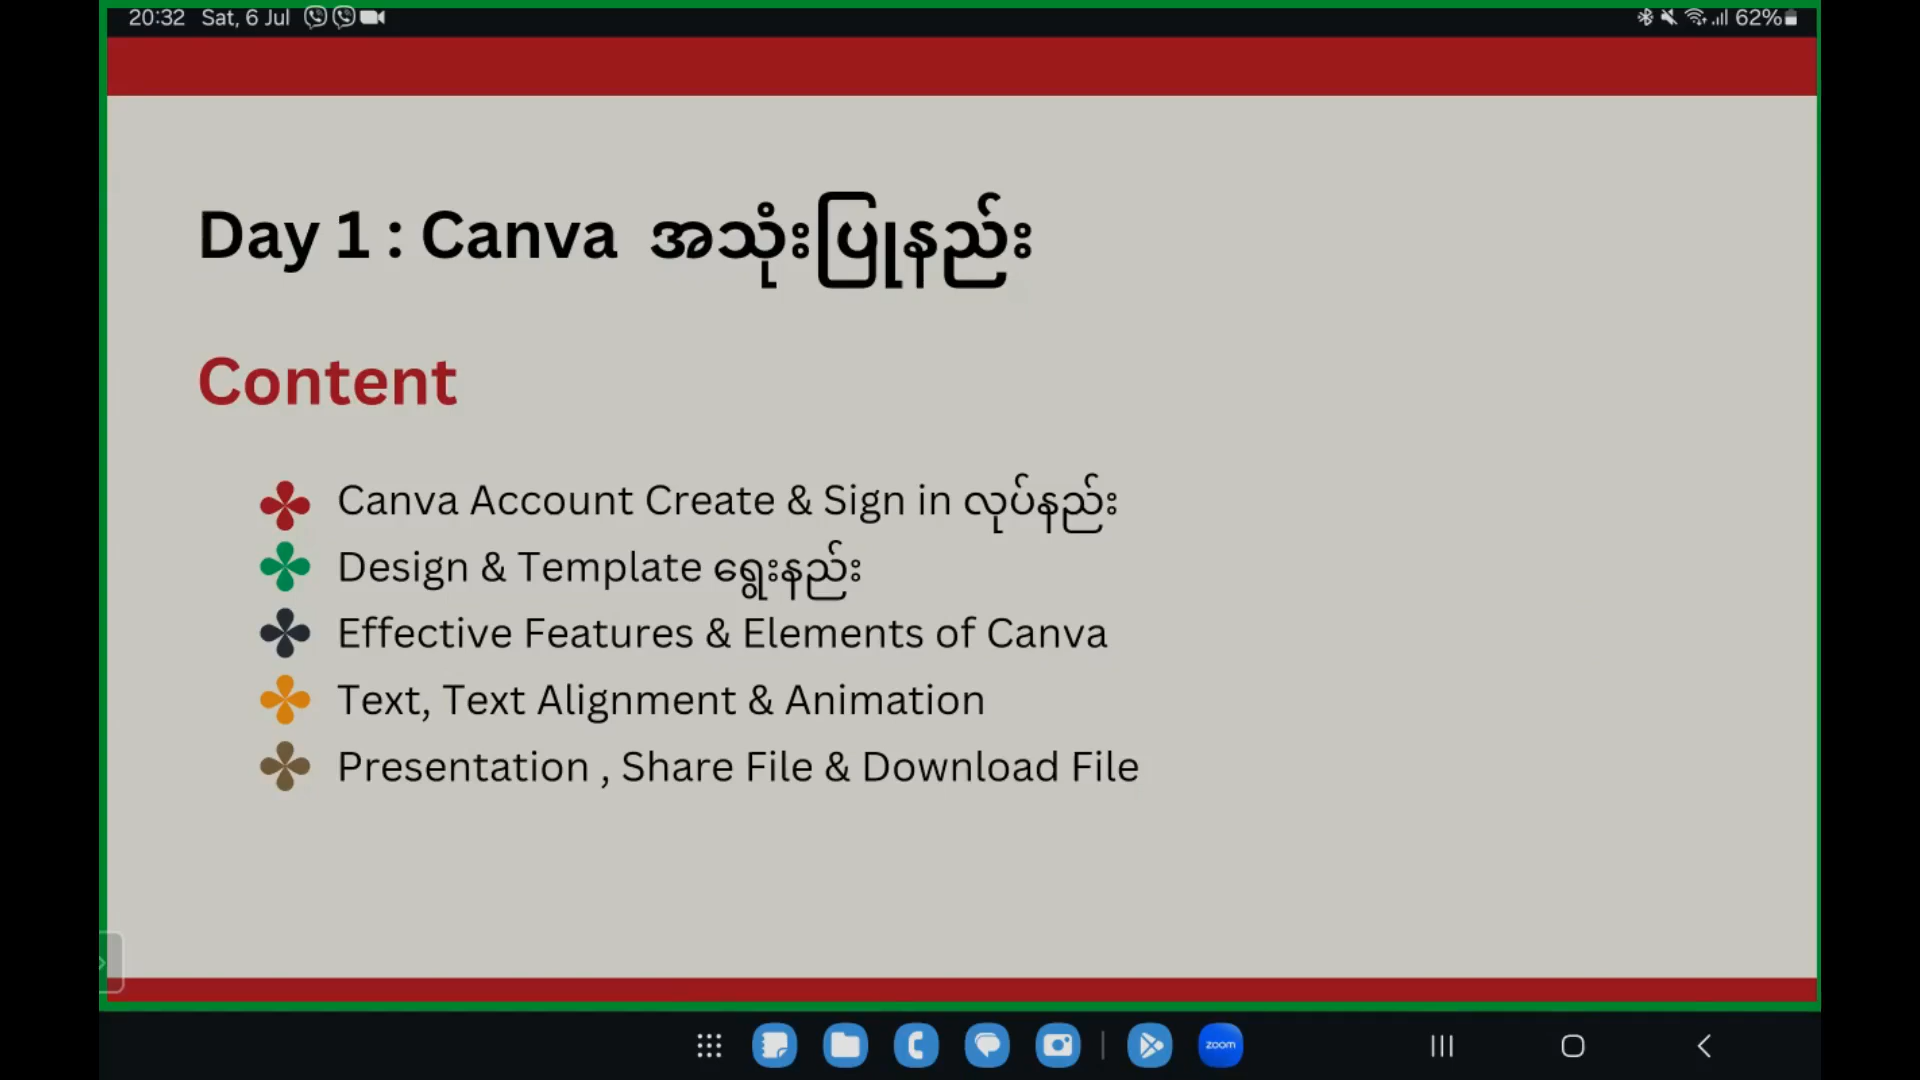 20:32 Sat, 6 Jul 62%
Day 1 : Canva အသုံးပြုနည်း
Content
Canva Account Create & Sign in လုပ်နည်း
Design & Template ရွေးနည်း
Effective Features & Elements of Canva
Text, Text Alignment & Animation
Presentation , Share File & Download File
zoom